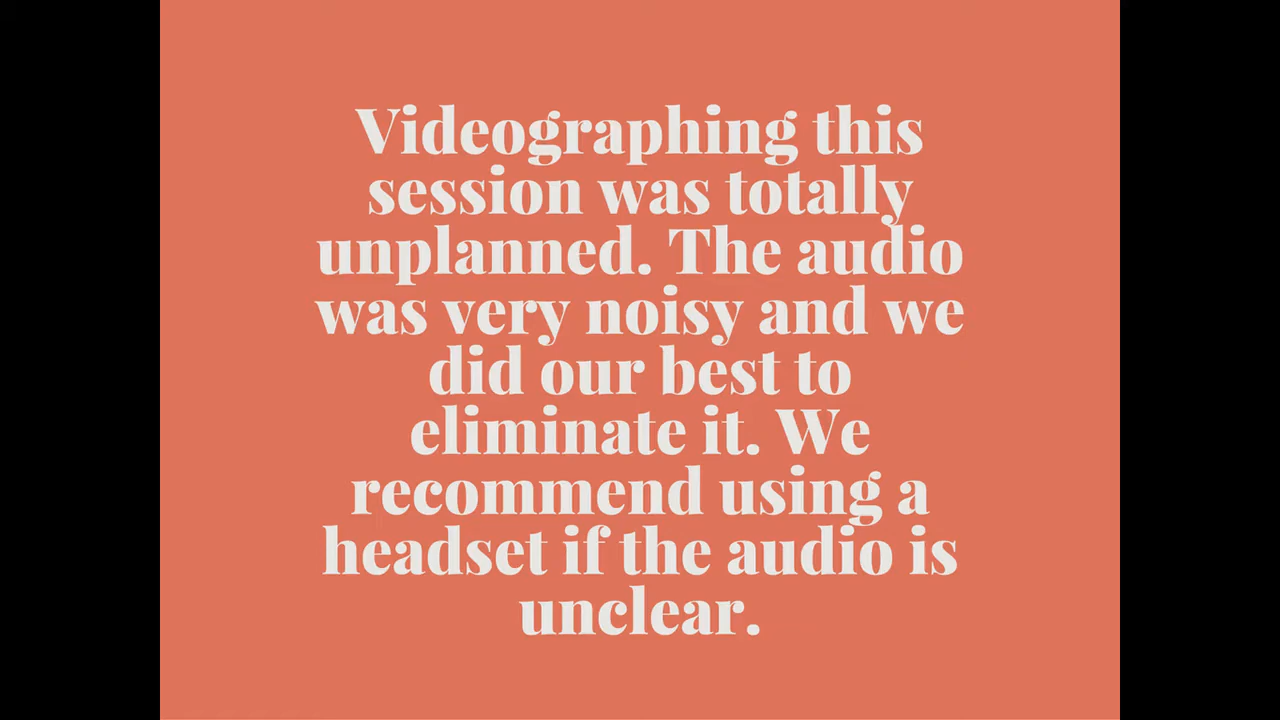 Videographing this
session was totally
unplanned. The audio
was very noisy and we
did our best to
eliminate it. We
recommend using a
headset if the audio is
unclear.